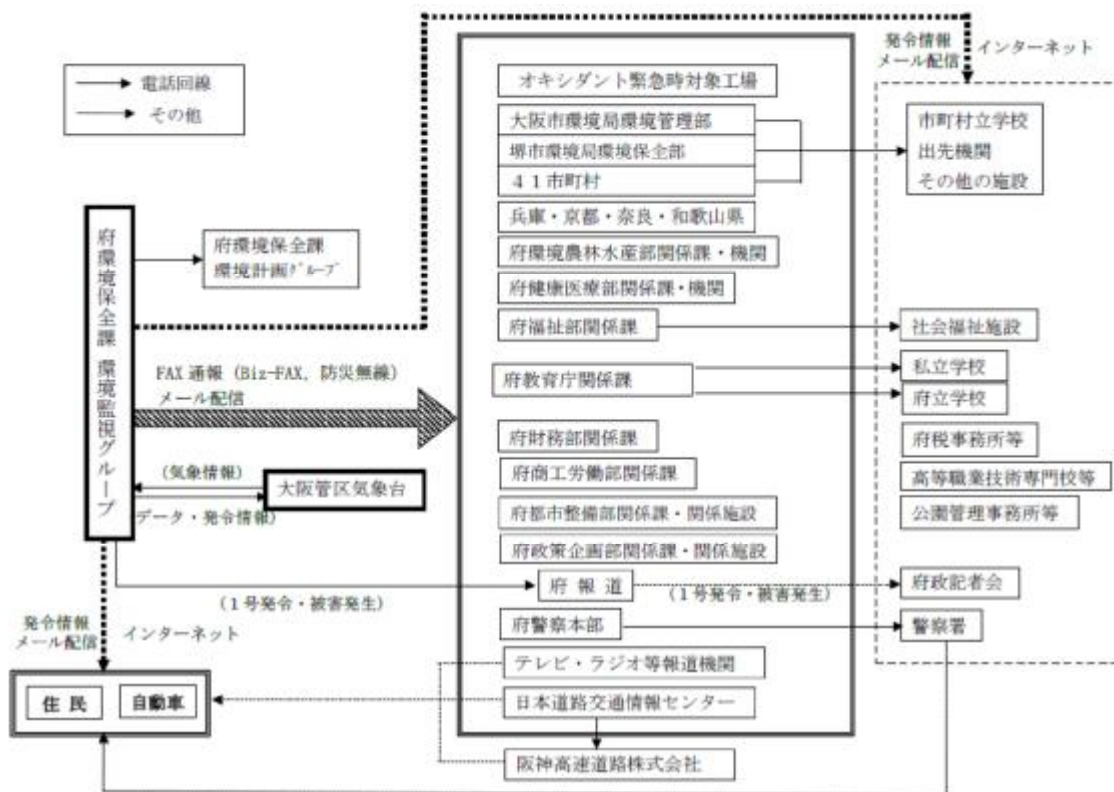 発令情報
メール配信
インターネット
電話回線
その他
オキシダント緊急時対象工場
大阪市環境局環境管理部
堺市環境局環境保全部
41市町村
市町村立学校
出先機関
その他の施設
兵庫・京都・奈良・和歌山県
府環境保全課 環境監視グループ
府環境保全課
環境計画グループ
府環境農林水産部関係課・機関
府健康医療部関係課・機関
府福祉部関係課
社会福祉施設
FAX 通報 (Biz-FAX、防災無線)
メール配信
府教育庁関係課
私立学校
府立学校
府財務部関係課
府税事務所等
(気象情報)
大阪管区気象台
データ・発令情報)
府商工労働部関係課
高等職業技術専門校等
府都市整備部関係課・関係施設
公園管理事務所等
府政策企画部関係課・関係施設
府 報 道
(1号発令・被害発生)
府政記者会
(1号発令・被害発生)
府警察本部
警察署
発令情報
メール配信
インターネット
テレビ・ラジオ等報道機関
住 民
自動車
日本道路交通情報センター
阪神高速道路株式会社